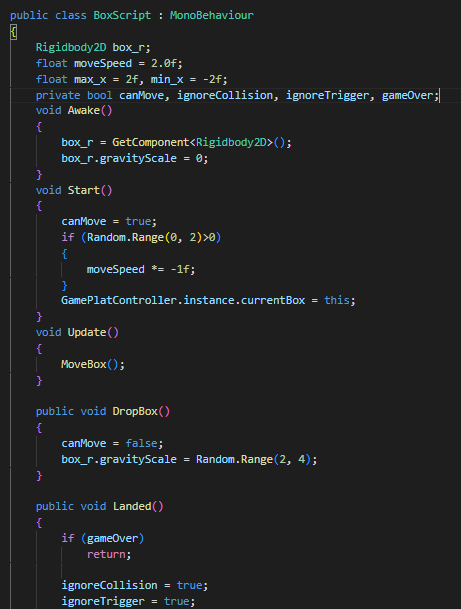 public class BoxScript : MonoBehaviour
{
    Rigidbody2D box_r;
    float moveSpeed = 2.0f;
    float max_x = 2f, min_x = -2f;
    private bool canMove, ignoreCollision, ignoreTrigger, gameOver;
    void Awake()
    {
        box_r = GetComponent<Rigidbody2D>();
        box_r.gravityScale = 0;
    }
    void Start()
    {
        canMove = true;
        if (Random.Range(0, 2)>0)
        {
            moveSpeed *= -1f;
        }
        GamePlatController.instance.currentBox = this;
    }
    void Update()
    {
        MoveBox();
    }

    public void DropBox()
    {
        canMove = false;
        box_r.gravityScale = Random.Range(2, 4);
    }

    public void Landed()
    {
        if (gameOver)
            return;

        ignoreCollision = true;
        ignoreTrigger = true;